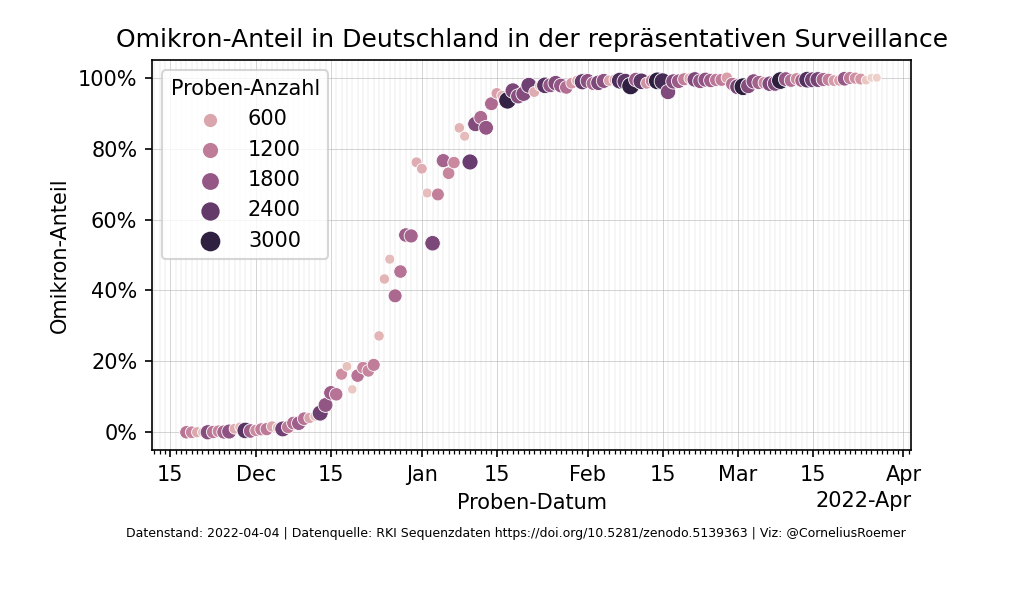 Omikron-Anteil in Deutschland in der repräsentativen Surveillance
Proben-Anzahl
600
1200
1800
2400
3000
100%
80%
60%
40%
20%
0%
Omikron-Anteil
15 Dec 15 Jan 15 Feb 15 Mar 15 Apr
Proben-Datum
2022-Apr
Datenstand: 2022-04-04 | Datenquelle: RKI Sequenzdaten https://doi.org/10.5281/zenodo.5139363 | Viz: @CorneliusRoemer